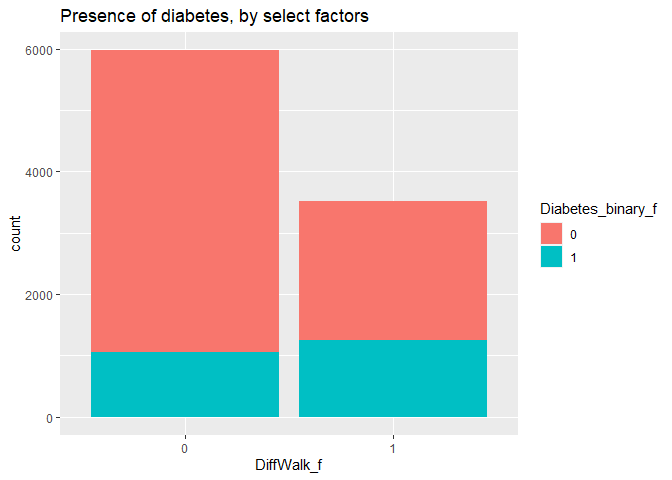 Presence of diabetes, by select factors
6000
4000
2000
0
count
0 1
DiffWalk_f
Diabetes_binary_f
0
1